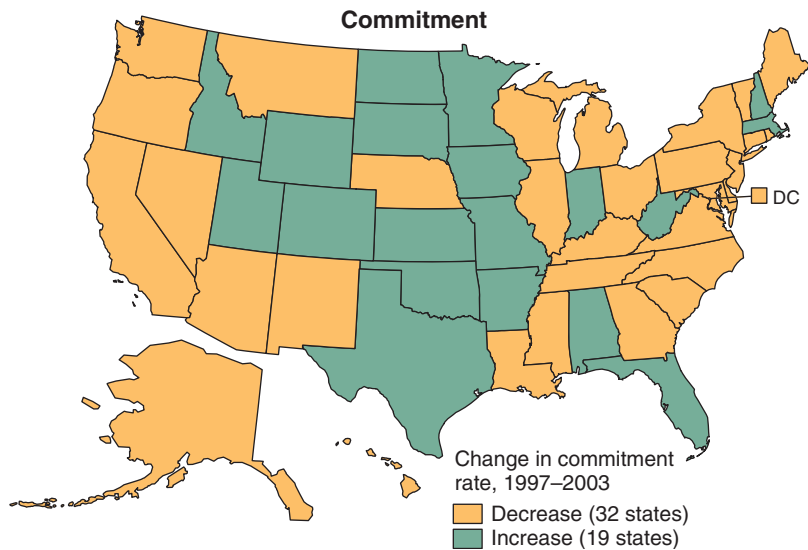 Commitment
DC
Change in commitment
rate, 1997–2003
Decrease (32 states)
Increase (19 states)